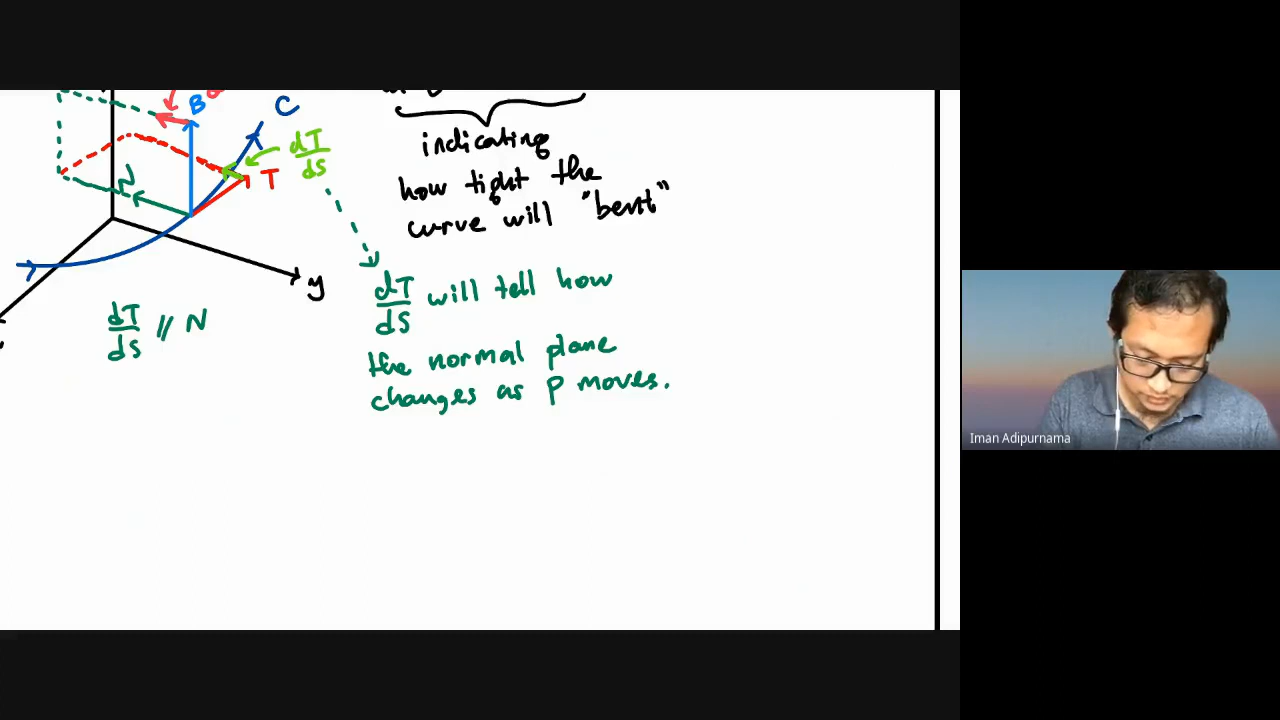 B
C
dT
dS
T
N
y
dT
dS // N
indicating
how tight the
curve will "bent"
dT
dS will tell how
the normal plane
changes as P moves.
Iman Adipurnama